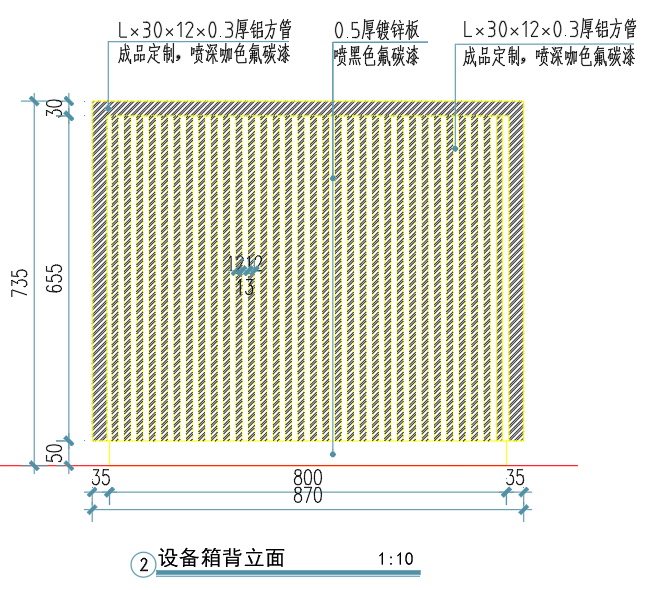 L×30×12×0.3厚铝方管
成品定制，喷深咖色氟碳漆
0.5厚镀锌板
喷黑色氟碳漆
L×30×12×0.3厚铝方管
成品定制，喷深咖色氟碳漆
30
735
655
1212
13
50
35
800
35
870
2 设备箱背立面 1:10